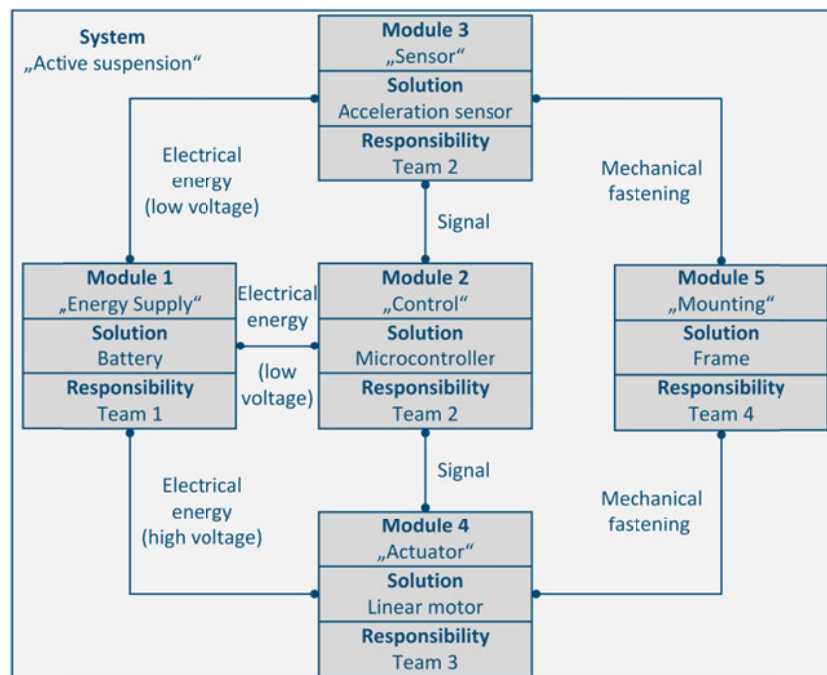 System
„Active suspension“
Module 3
„Sensor“
Solution
Acceleration sensor
Responsibility
Team 2
Electrical
energy
(low voltage)
Mechanical
fastening
Signal
Module 1
„Energy Supply“
Solution
Battery
Responsibility
Team 1
Electrical
energy
(low
voltage)
Module 2
„Control“
Solution
Microcontroller
Responsibility
Team 2
Module 5
„Mounting“
Solution
Frame
Responsibility
Team 4
Electrical
energy
(high voltage)
Signal
Mechanical
fastening
Module 4
„Actuator“
Solution
Linear motor
Responsibility
Team 3